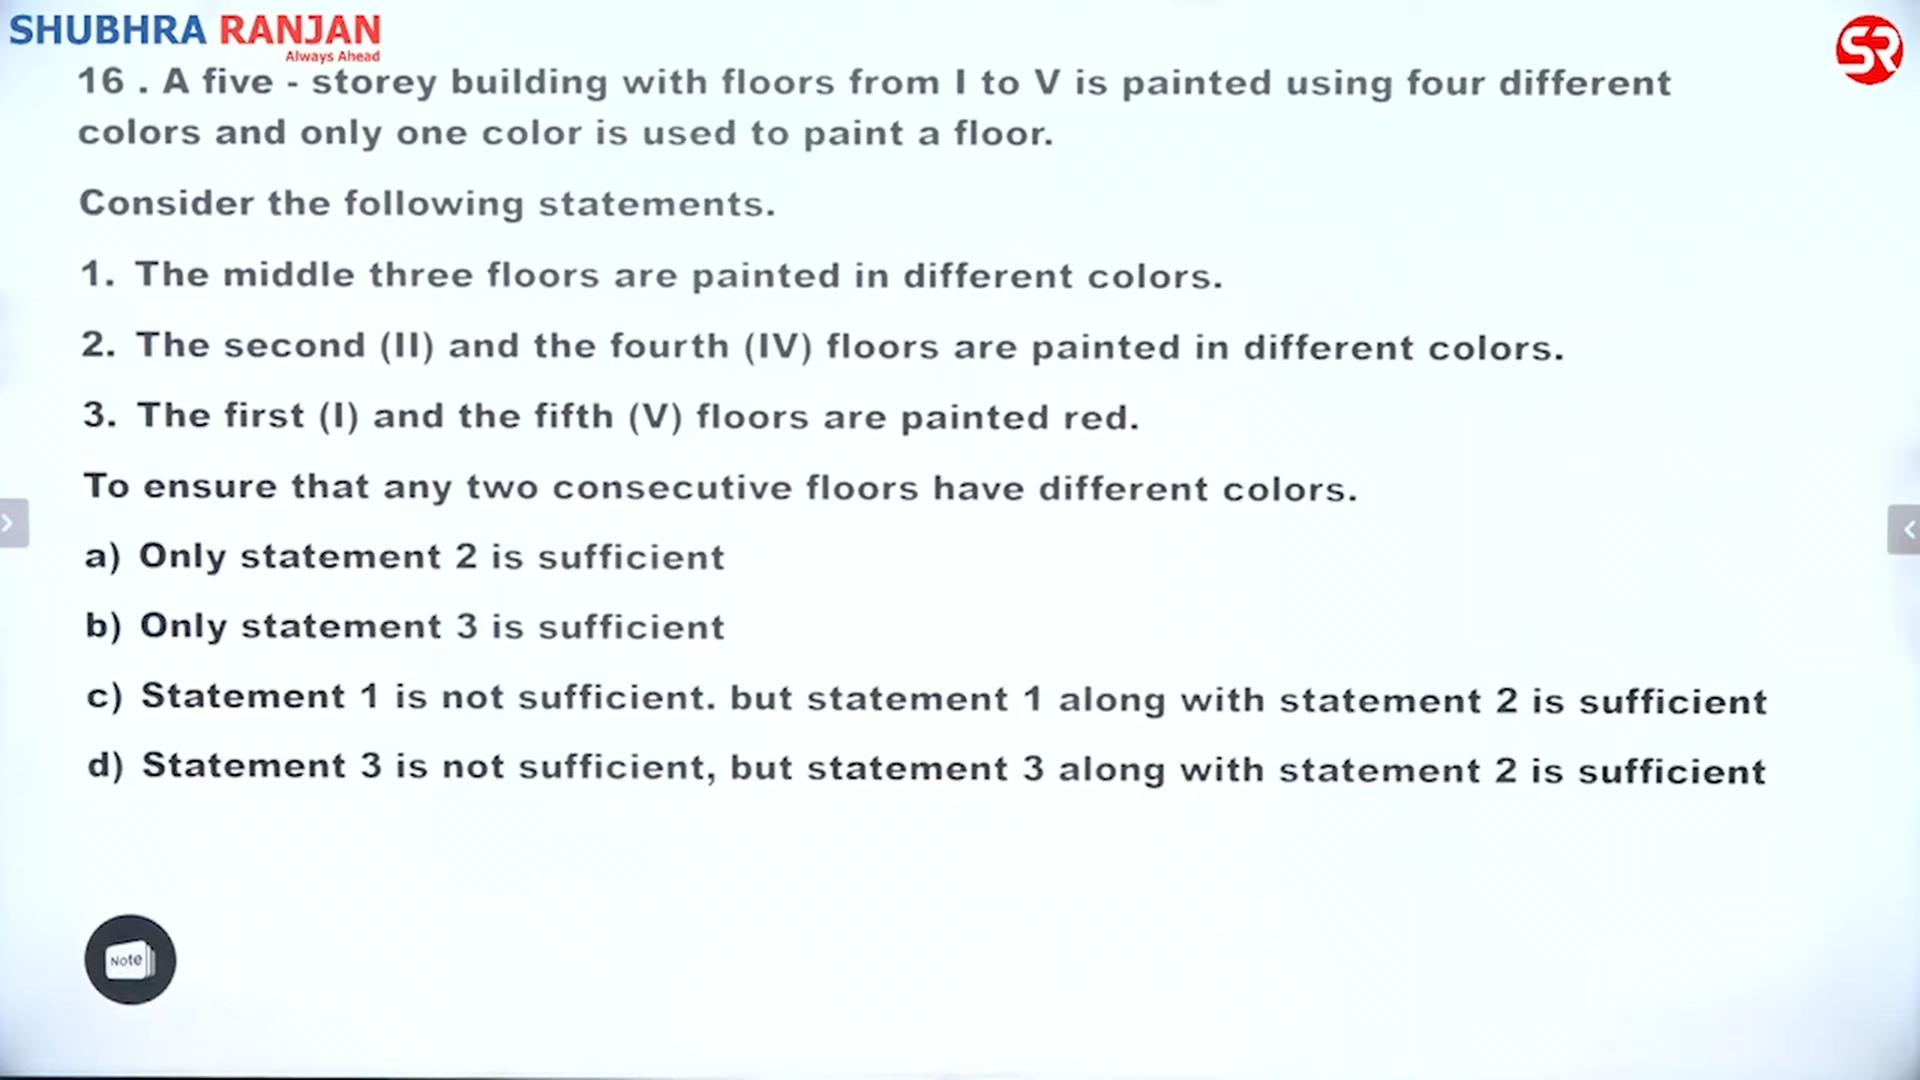 SHUBHRA RANJAN
Always Ahead
SR
16 . A five - storey building with floors from I to V is painted using four different
colors and only one color is used to paint a floor.
Consider the following statements.
1. The middle three floors are painted in different colors.
2. The second (II) and the fourth (IV) floors are painted in different colors.
3. The first (I) and the fifth (V) floors are painted red.
To ensure that any two consecutive floors have different colors.
a) Only statement 2 is sufficient
b) Only statement 3 is sufficient
c) Statement 1 is not sufficient. but statement 1 along with statement 2 is sufficient
d) Statement 3 is not sufficient, but statement 3 along with statement 2 is sufficient
Note